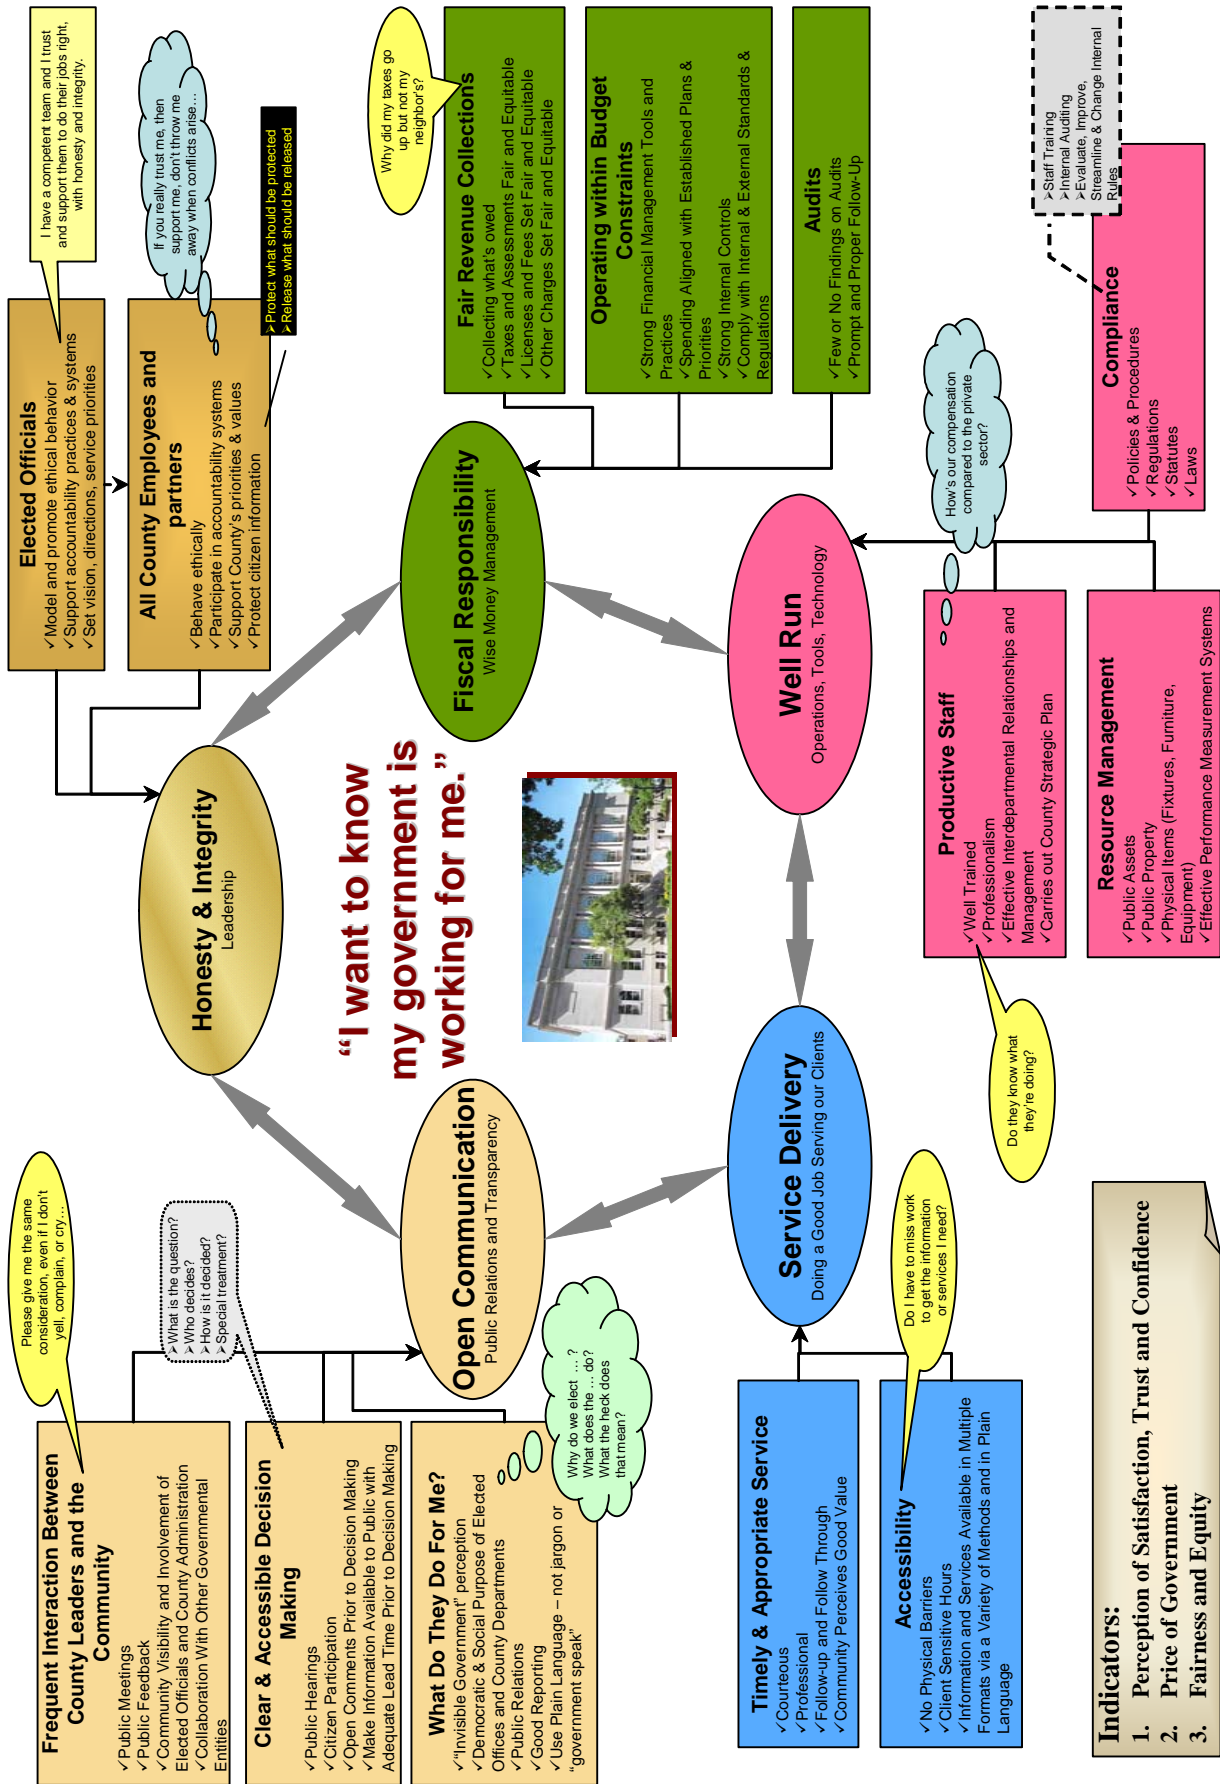 Frequent Interaction Between
County Leaders and the
Community
✓Public Meetings
✓Public Feedback
✓Community Visibility and Involvement of
Elected Officials and County Administration
✓Collaboration With Other Governmental
Entities
Please give me the same
consideration, even if I don't
yell, complain, or cry…
Clear & Accessible Decision
Making
✓Public Hearings
✓Citizen Participation
✓Open Comments Prior to Decision Making
✓Make Information Available to Public with
Adequate Lead Time Prior to Decision Making
➢What is the question?
➢Who decides?
➢How is it decided?
➢Special treatment?
What Do They Do For Me?
✓"Invisible Government" perception
✓Democratic & Social Purpose of Elected
Offices and County Departments
✓Public Relations
✓Good Reporting
✓Use Plain Language – not jargon or
"government speak"
Why do we elect … ?
What does the … do?
What the heck does
that mean?
Open Communication
Public Relations and Transparency
Honesty & Integrity
Leadership
Elected Officials
✓Model and promote ethical behavior
✓Support accountability practices & systems
✓Set vision, directions, service priorities
I have a competent team and I trust
and support them to do their jobs right,
with honesty and integrity.
All County Employees and
partners
✓Behave ethically
✓Participate in accountability systems
✓Support County's priorities & values
✓Protect citizen information
If you really trust me, then
support me, don't throw me
away when conflicts arise…
➢Protect what should be protected
➢Release what should be released
“I want to know
my government is
working for me.”
Fiscal Responsibility
Wise Money Management
Why did my taxes go
up but not my
neighbor's?
Fair Revenue Collections
✓Collecting what's owed
✓Taxes and Assessments Fair and Equitable
✓Licenses and Fees Set Fair and Equitable
✓Other Charges Set Fair and Equitable
Operating within Budget
Constraints
✓Strong Financial Management Tools and
Practices
✓Spending Aligned with Established Plans &
Priorities
✓Strong Internal Controls
✓Comply with Internal & External Standards &
Regulations
Audits
✓Few or No Findings on Audits
✓Prompt and Proper Follow-Up
Service Delivery
Doing a Good Job Serving our Clients
Timely & Appropriate Service
✓Courteous
✓Professional
✓Follow-up and Follow Through
✓Community Perceives Good Value
Accessibility
✓No Physical Barriers
✓Client Sensitive Hours
✓Information and Services Available in Multiple
Formats via a Variety of Methods and in Plain
Language
Do I have to miss work
to get the information
or services I need?
Well Run
Operations, Tools, Technology
Productive Staff
✓Well Trained
✓Professionalism
✓Effective Interdepartmental Relationships and
Management
✓Carries out County Strategic Plan
Do they know what
they're doing?
How's our compensation
compared to the private
sector?
Resource Management
✓Public Assets
✓Public Property
✓Physical Items (Fixtures, Furniture,
Equipment)
✓Effective Performance Measurement Systems
Compliance
✓Policies & Procedures
✓Regulations
✓Statutes
✓Laws
➢Staff Training
➢Internal Auditing
➢Evaluate, Improve,
Streamline & Change Internal
Rules
Indicators:
1. Perception of Satisfaction, Trust and Confidence
2. Price of Government
3. Fairness and Equity